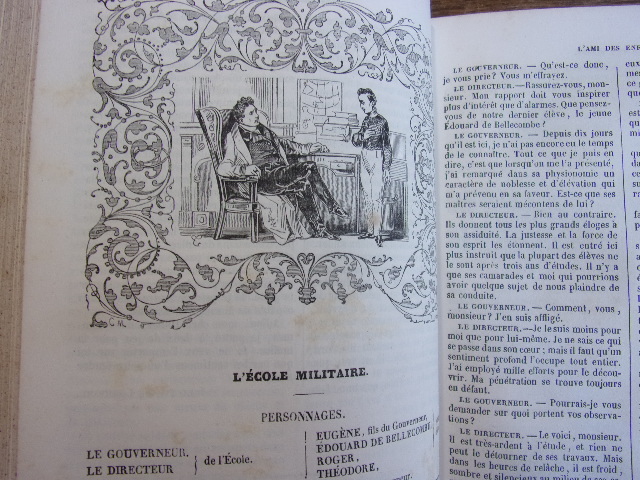 L'ÉCOLE MILITAIRE.
PERSONNAGES.
LE GOUVERNEUR.
LE DIRECTEUR
de l'École.
EUGÈNE, fils du Gouverneur.
ÉDOUARD DE BELLECOMBE.
ROGER,
THÉODORE,
L'AMI DES
LE GOUVERNEUR. — Qu'est-ce donc,
je vous prie? Vous m'effrayez.
LE DIRECTEUR. — Rassurez-vous, mon-
sieur. Mon rapport doit vous inspirer
plus d'intérêt que d'alarmes. Que pensez-
vous de notre dernier élève, le jeune
Édouard de Bellecombe?
LE GOUVERNEUR. — Depuis dix jours
qu'il est ici, je n'ai pas encore eu le temps
de le connaître. Tout ce que je puis en
dire, c'est que lorsqu'on me l'a présenté,
j'ai remarqué dans sa physionomie un
caractère de noblesse et d'élévation qui
m'a prévenu en sa faveur. Est-ce que ses
maîtres seraient mécontens de lui?
LE DIRECTEUR. — Bien au contraire.
Ils donnent tous les plus grands éloges à
son assiduité. La justesse et la force de
son esprit les étonnent. Il est entré ici
plus instruit que la plupart des élèves ne
le sont après trois ans d'études. Il n'y a
que ses camarades et moi qui pourrions
avoir quelque sujet de nous plaindre de
sa conduite.
LE GOUVERNEUR. — Comment, vous,
monsieur? J'en suis affligé.
LE DIRECTEUR. — Je le suis moins pour
moi que pour lui-même. Je ne sais ce qui
se passe dans son cœur; mais il faut qu'un
sentiment profond l'occupe tout entier.
J'ai employé mille efforts pour le décou-
vrir. Ma pénétration se trouve toujours
en défaut.
LE GOUVERNEUR. — Pourrais-je vous
demander sur quoi portent vos observa-
tions?
LE DIRECTEUR. — Le voici, monsieur.
Il est très-ardent à l'étude, et rien ne
peut le détourner de ses travaux. Mais
dans les heures de relâche, il est froid,
sombre et silencieux au milieu de ses